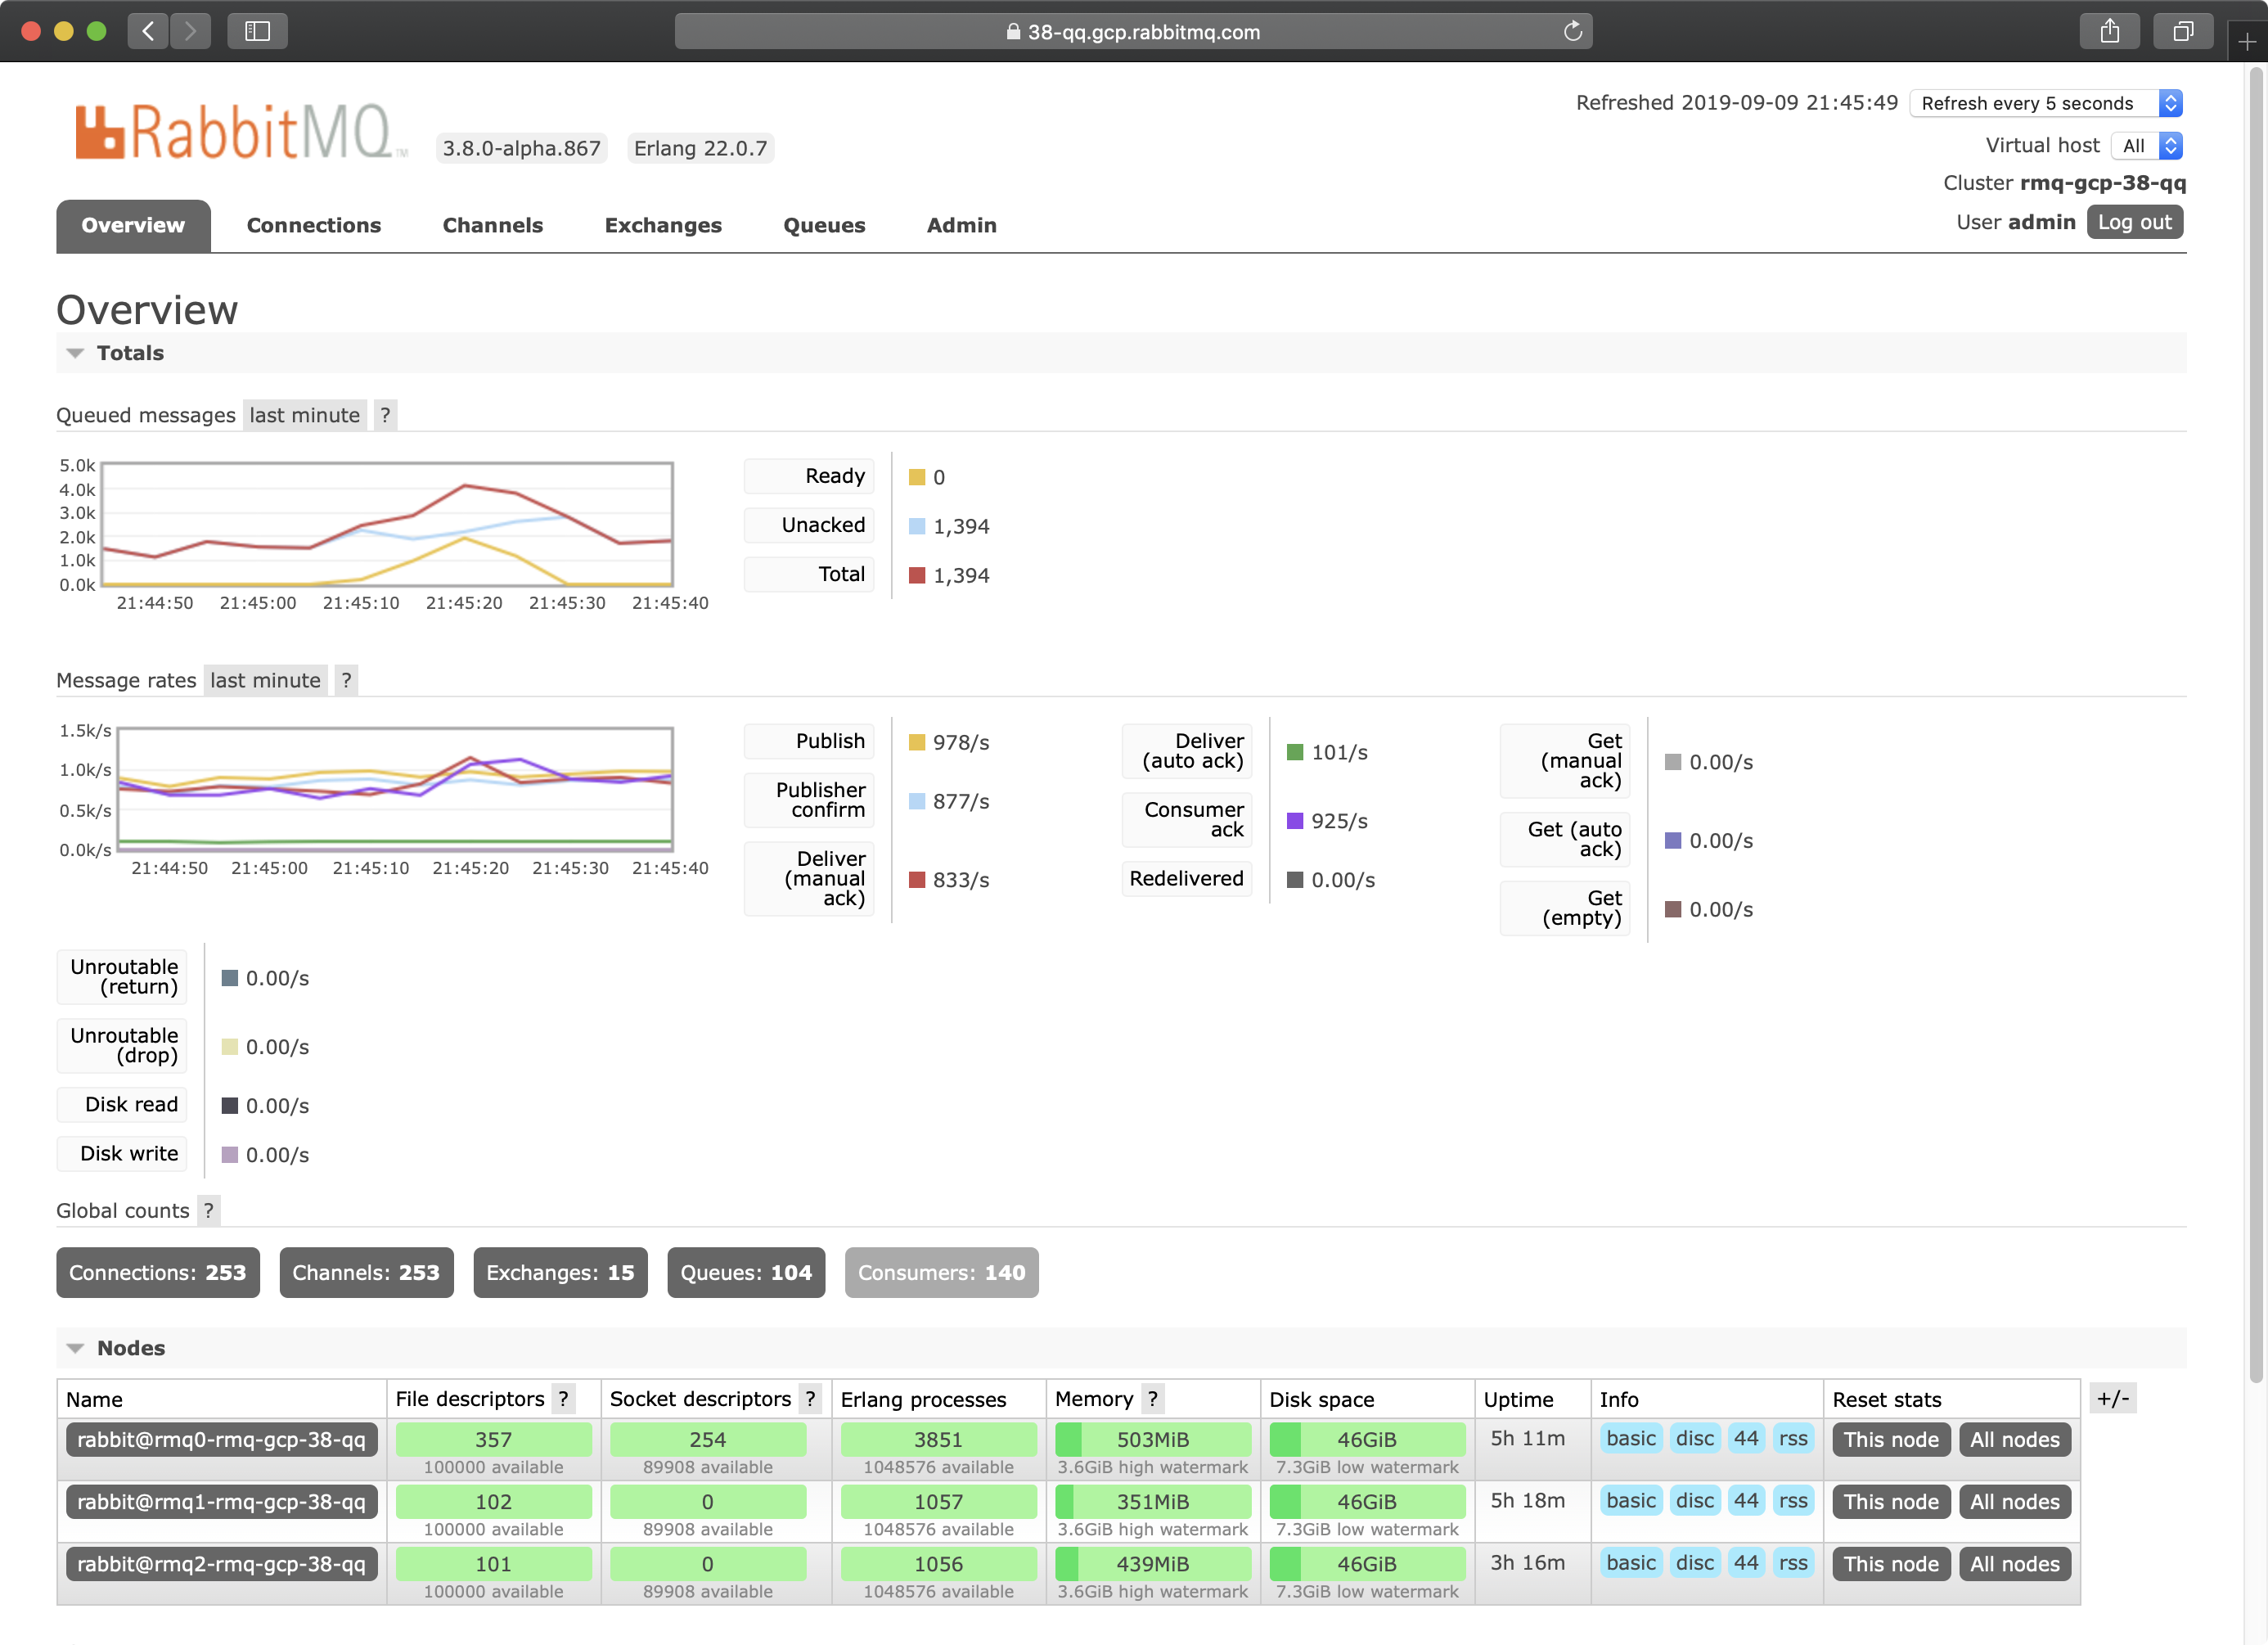 38-qq.gcp.rabbitmq.com
RabbitMQ TM
3.8.0-alpha.867 Erlang 22.0.7
Refreshed 2019-09-09 21:45:49 Refresh every 5 seconds
Virtual host All
Cluster rmq-gcp-38-qq
User admin Log out
Overview Connections Channels Exchanges Queues Admin
Overview
Totals
Queued messages last minute ?
5.0k
4.0k
3.0k
2.0k
1.0k
0.0k
21:44:50 21:45:00 21:45:10 21:45:20 21:45:30 21:45:40
Ready 0
Unacked 1,394
Total 1,394
Message rates last minute ?
1.5k/s
1.0k/s
0.5k/s
0.0k/s
21:44:50 21:45:00 21:45:10 21:45:20 21:45:30 21:45:40
Publish 978/s
Publisher
confirm 877/s
Deliver
(manual
ack) 833/s
Deliver
(auto ack) 101/s
Consumer
ack 925/s
Redelivered 0.00/s
Get
(manual
ack) 0.00/s
Get (auto
ack) 0.00/s
Get
(empty) 0.00/s
Unroutable
(return) 0.00/s
Unroutable
(drop) 0.00/s
Disk read 0.00/s
Disk write 0.00/s
Global counts ?
Connections: 253 Channels: 253 Exchanges: 15 Queues: 104 Consumers: 140
Nodes
Name File descriptors ? Socket descriptors ? Erlang processes Memory ? Disk space Uptime Info Reset stats +/-
rabbit@rmq0-rmq-gcp-38-qq 357 254 3851 503MiB 46GiB 5h 11m basic disc 44 rss This node All nodes
100000 available 89908 available 1048576 available 3.6GiB high watermark 7.3GiB low watermark
rabbit@rmq1-rmq-gcp-38-qq 102 0 1057 351MiB 46GiB 5h 18m basic disc 44 rss This node All nodes
100000 available 89908 available 1048576 available 3.6GiB high watermark 7.3GiB low watermark
rabbit@rmq2-rmq-gcp-38-qq 101 0 1056 439MiB 46GiB 3h 16m basic disc 44 rss This node All nodes
100000 available 89908 available 1048576 available 3.6GiB high watermark 7.3GiB low watermark